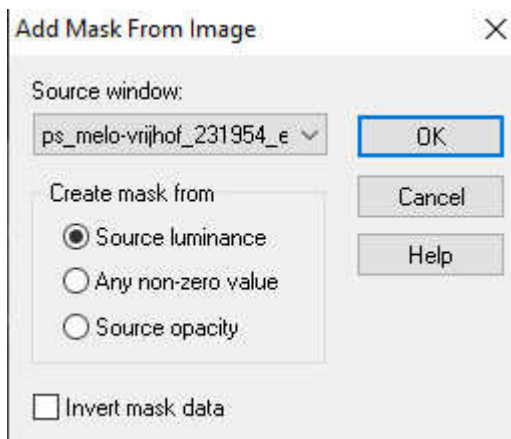 Add Mask From Image
Source window:
ps_melo-vrijhof_231954_e
OK
Create mask from
Cancel
Source luminance
Help
Any non-zero value
Source opacity
Invert mask data